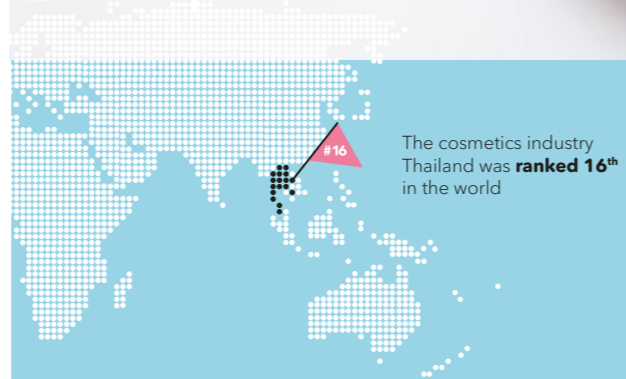 #16
The cosmetics industry
Thailand was ranked 16th
in the world